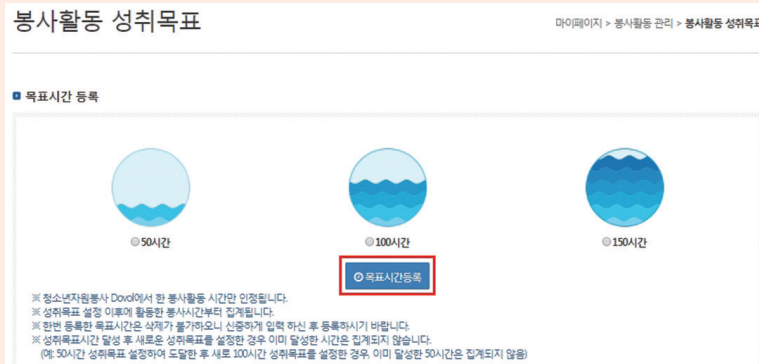 봉사활동 성취목표
마이페이지 > 봉사활동 관리 > 봉사활동 성취목표
목표시간 등록
50시간
100시간
150시간
목표시간등록
※ 청소년자원봉사 Dovol에서 한 봉사활동 시간만 인정됩니다.
※ 성취목표 설정 이후에 활동한 봉사시간부터 집계됩니다.
※ 한번 등록한 목표시간은 삭제가 불가하오니 신중하게 입력 하신 후 등록하시기 바랍니다.
※ 성취목표시간 달성 후 새로운 성취목표를 설정한 경우 이미 달성한 시간은 집계되지 않습니다.
(예: 50시간 성취목표 설정하여 도달한 후 새로 100시간 성취목표를 설정한 경우, 이미 달성한 50시간은 집계되지 않음)